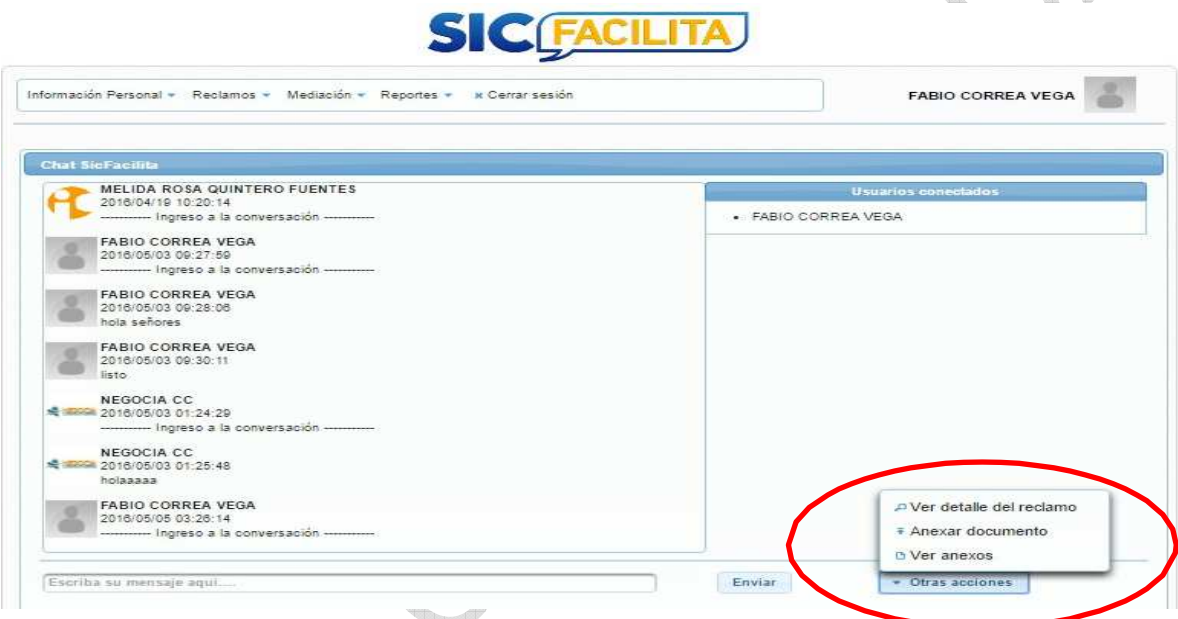 SIC FACILITA
Información Personal Reclamos Mediación Reportes Cerrar sesión
FABIO CORREA VEGA
Chat SicFacilita
MELIDA ROSA QUINTERO FUENTES
2016/04/19 10:20:14
----------- Ingreso a la conversación -----------
FABIO CORREA VEGA
2016/05/03 09:27:59
----------- Ingreso a la conversación -----------
FABIO CORREA VEGA
2016/05/03 09:28:06
hola señores
FABIO CORREA VEGA
2016/05/03 09:30:11
listo
NEGOCIA CC
2016/05/03 01:24:29
----------- Ingreso a la conversación -----------
NEGOCIA CC
2016/05/03 01:25:48
holaaaaa
FABIO CORREA VEGA
2016/05/05 03:26:14
----------- Ingreso a la conversación -----------
Usuarios conectados
• FABIO CORREA VEGA
Ver detalle del reclamo
Anexar documento
Ver anexos
Escriba su mensaje aqui....
Enviar
Otras acciones